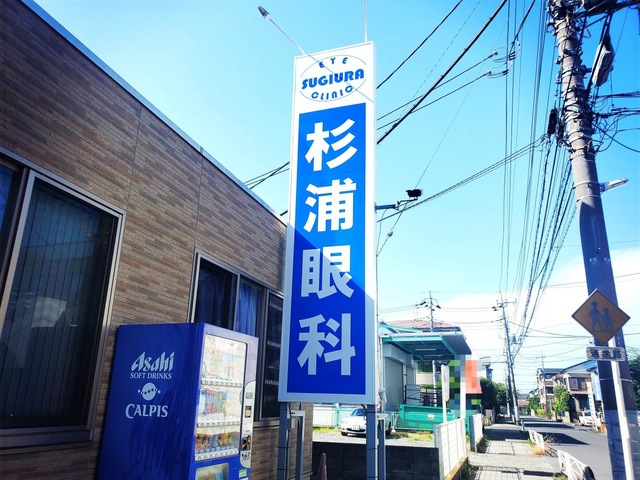 EYE
SUGIURA
CLINIC
杉浦眼科
Asahi
SOFT DRINKS
CALPIS